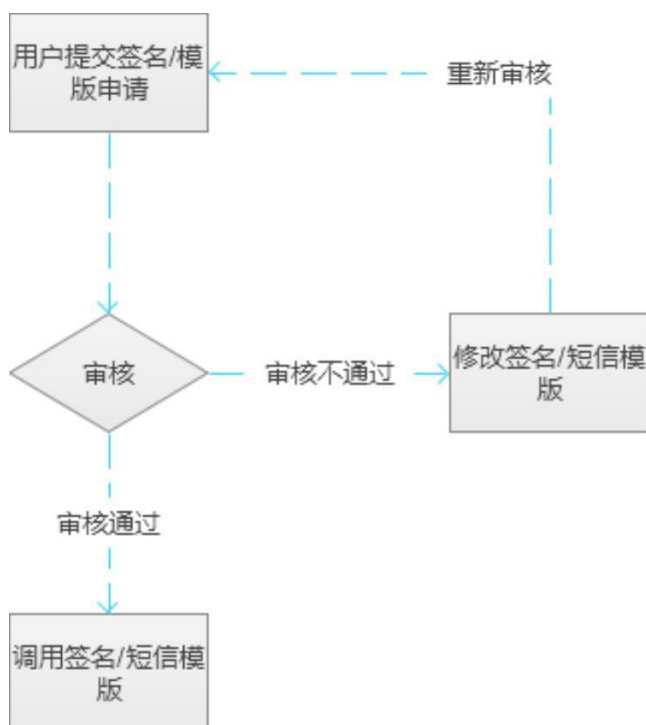 用户提交签名/模
版申请
重新审核
审核
审核不通过
修改签名/短信模
版
审核通过
调用签名/短信模
版